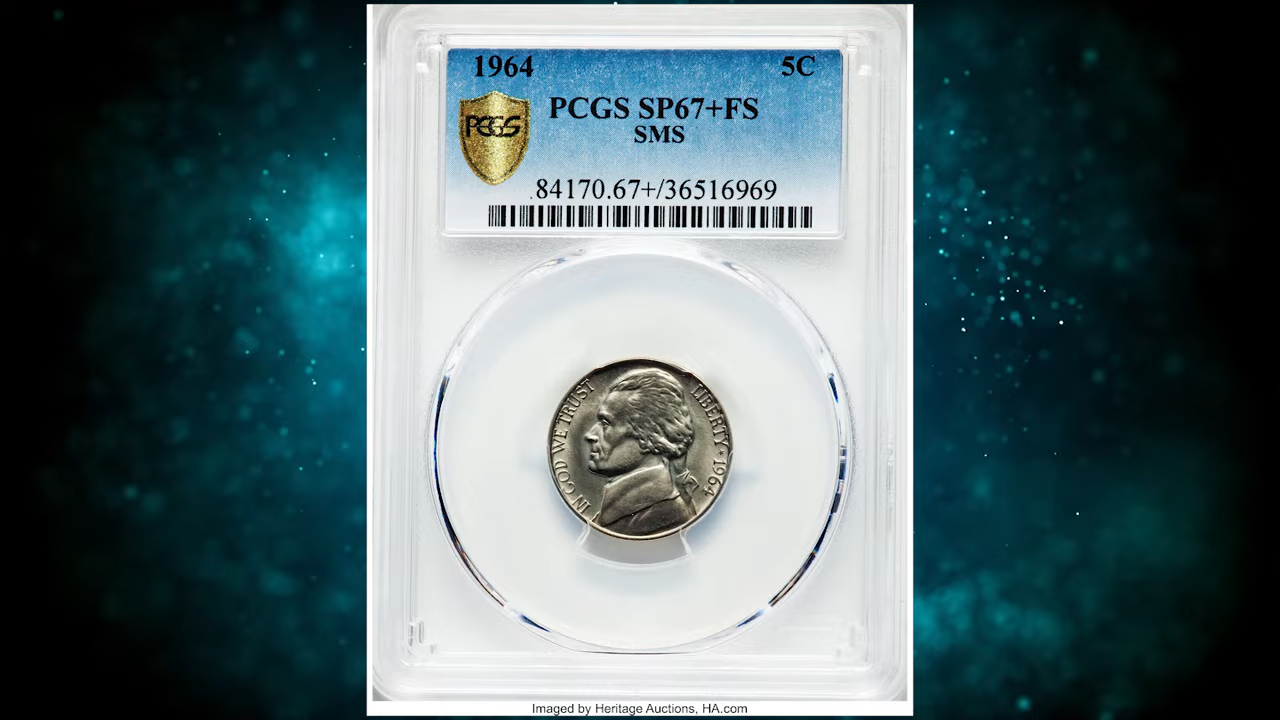 1964 5C
PCGS
PCGS SP67+FS
SMS
84170.67+/36516969
IN GOD WE TRUST
LIBERTY ★ 1964
Imaged by Heritage Auctions, HA.com